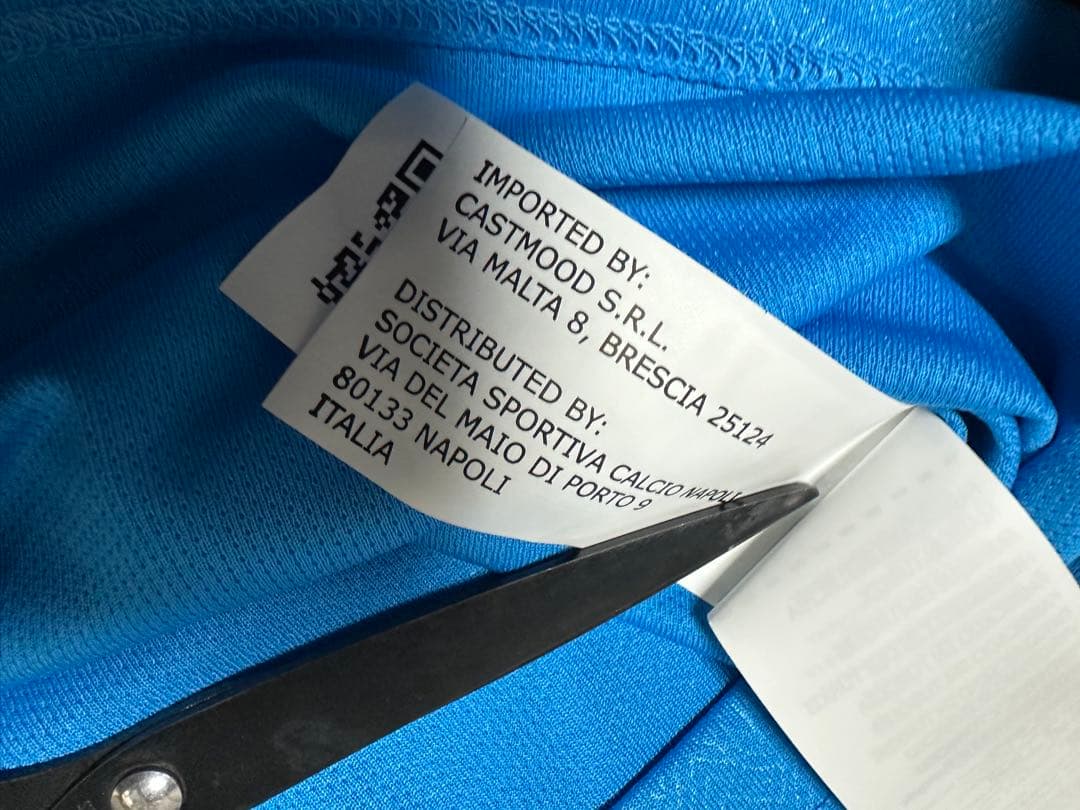 IMPORTED BY:
CASTMOOD S.R.L.
VIA MALTA 8, BRESCIA 25124
DISTRIBUTED BY:
SOCIETA SPORTIVA CALCIO NAPOLI
VIA DEL MAIO DI PORTO 9
80133 NAPOLI
ITALIA